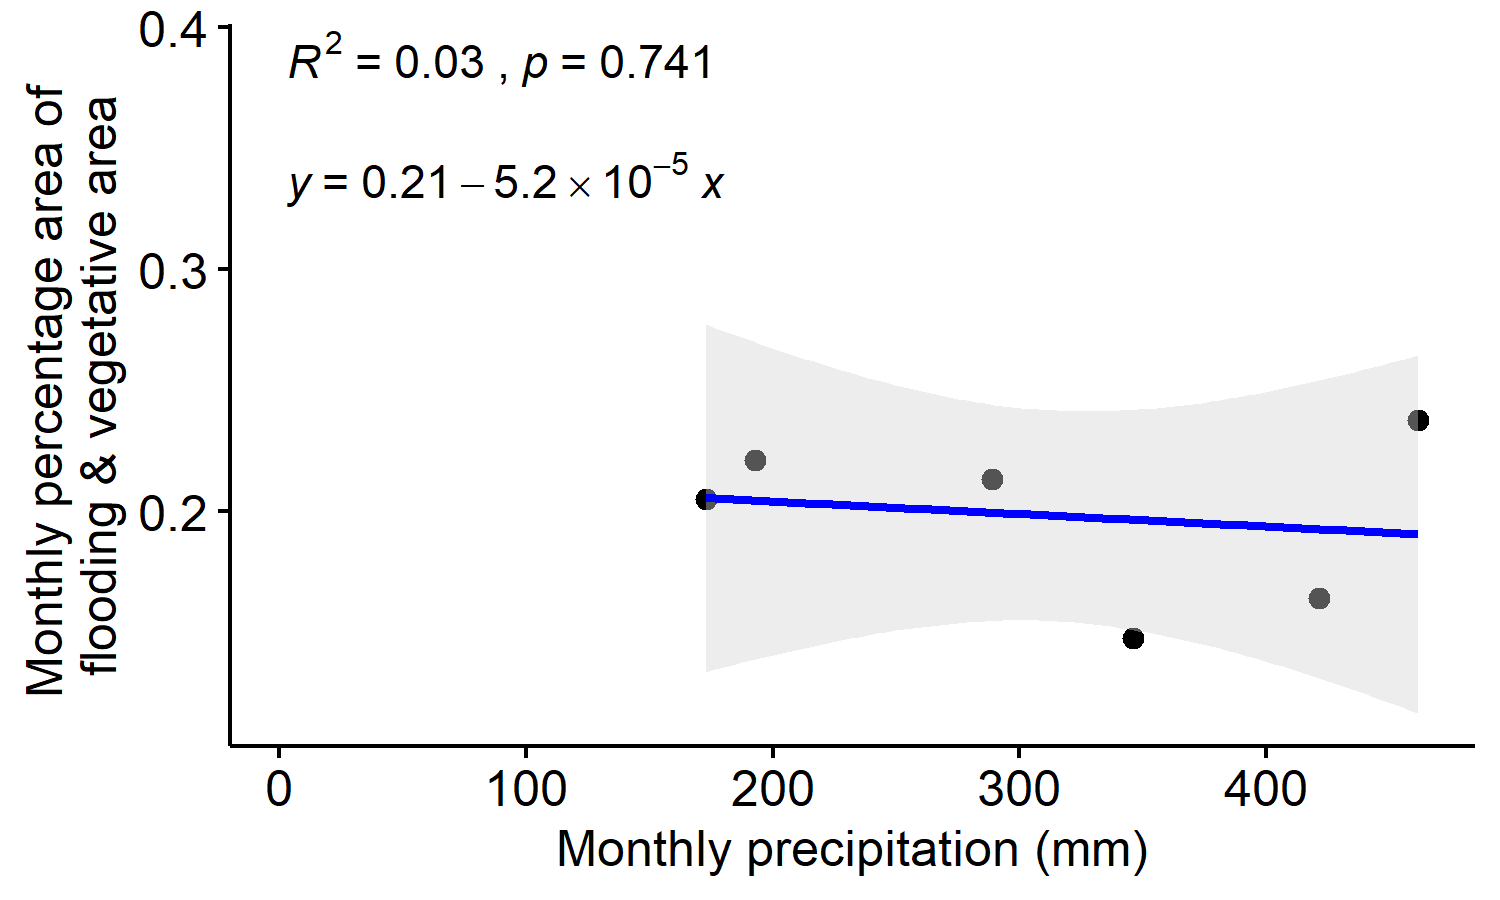 0.4
R² = 0.03 , p = 0.741
y = 0.21 − 5.2 × 10⁻⁵ x
0.3
0.2
Monthly percentage area of
flooding & vegetative area
0 100 200 300 400
Monthly precipitation (mm)